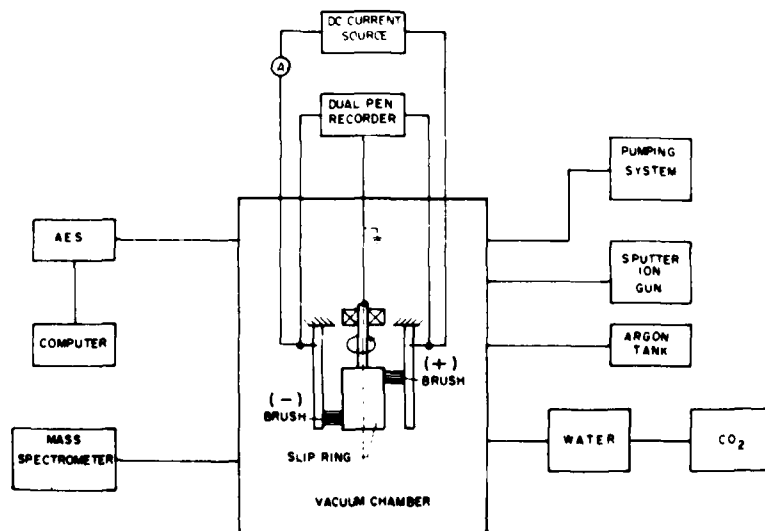 DC CURRENT
SOURCE
A
DUAL PEN
RECORDER
PUMPING
SYSTEM
AES
SPUTTER
ION
GUN
COMPUTER
ARGON
TANK
(+)
BRUSH
(-)
BRUSH
MASS
SPECTROMETER
WATER
CO2
SLIP RING
VACUUM CHAMBER